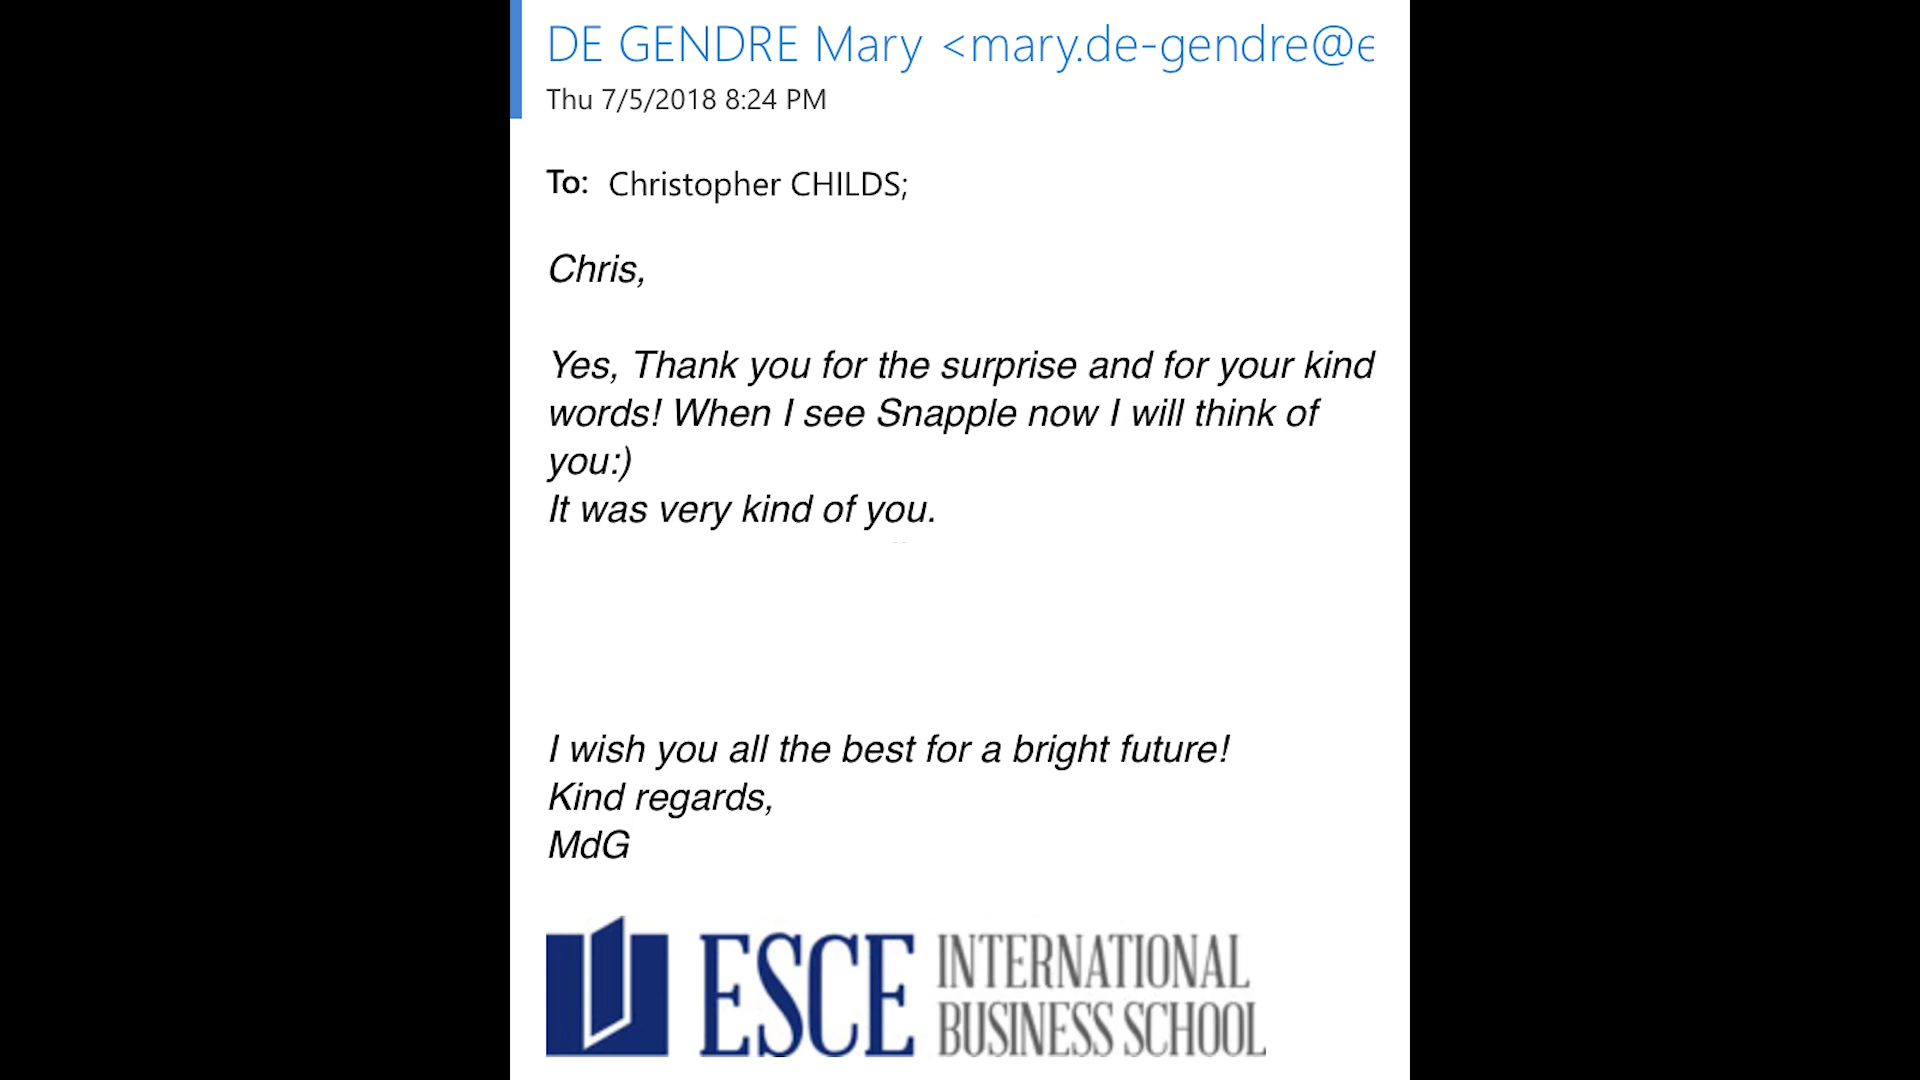 DE GENDRE Mary <mary.de-gendre@e
Thu 7/5/2018 8:24 PM
To: Christopher CHILDS;
Chris,
Yes, Thank you for the surprise and for your kind
words! When I see Snapple now I will think of
you:)
It was very kind of you.
I wish you all the best for a bright future!
Kind regards,
MdG
ESCE INTERNATIONAL
BUSINESS SCHOOL